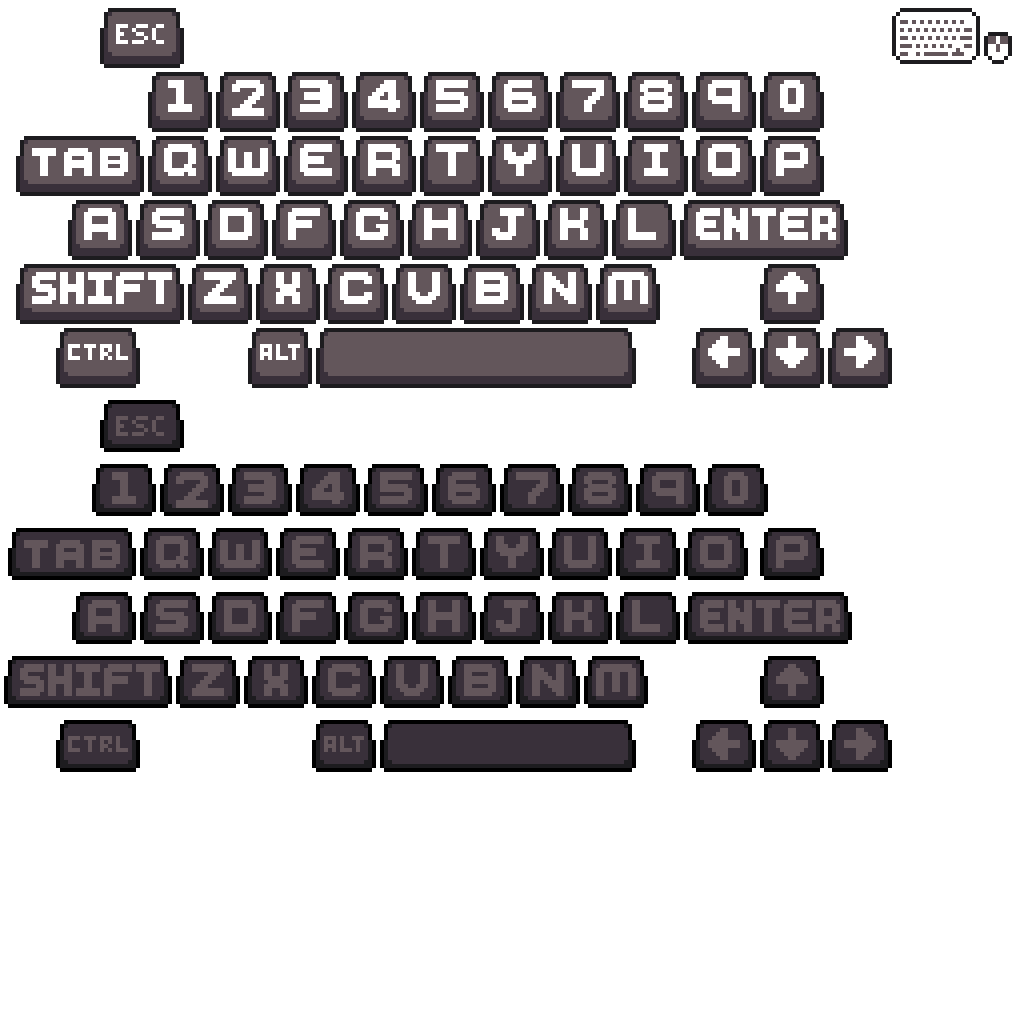 ESC
1 2 3 4 5 6 7 8 9 0
TAB Q W E R T Y U I O P
A S D F G H J K L ENTER
SHIFT Z X C V B N M
CTRL ALT
ESC
1 2 3 4 5 6 7 8 9 0
TAB Q W E R T Y U I O P
A S D F G H J K L ENTER
SHIFT Z X C V B N M
CTRL ALT